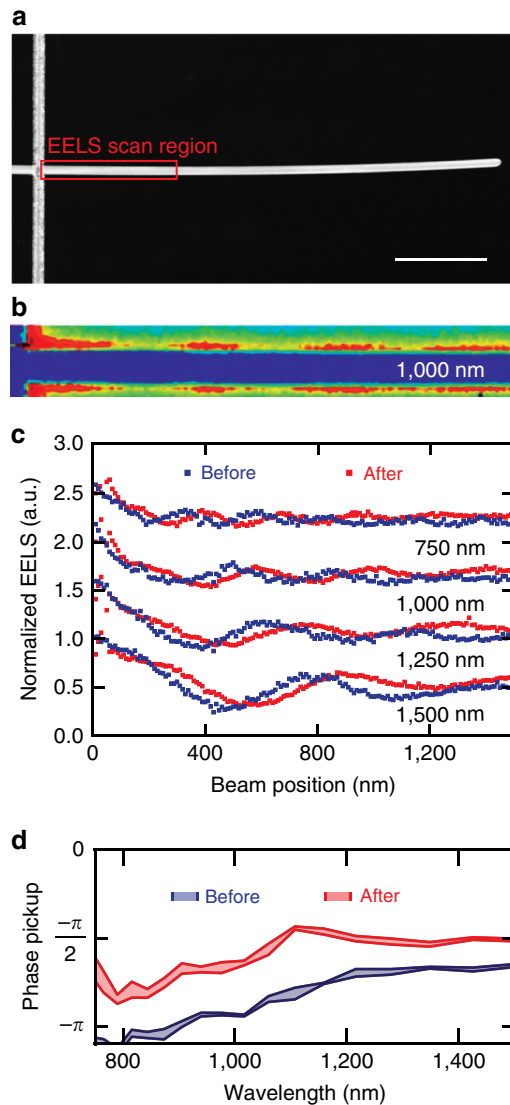 a
EELS scan region
b
1,000 nm
c
3.0
2.5
2.0
1.5
1.0
0.5
0.0
Normalized EELS (a.u.)
Before
After
750 nm
1,000 nm
1,250 nm
1,500 nm
0
400
800
1,200
Beam position (nm)
d
0
−π
2
−π
Phase pickup
Before
After
800
1,000
1,200
1,400
Wavelength (nm)